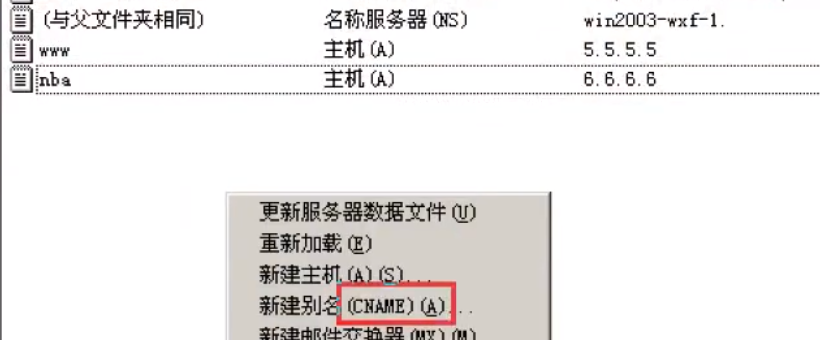 (与父文件夹相同) 名称服务器(NS) win2003-wxf-1.
www 主机(A) 5.5.5.5
nba 主机(A) 6.6.6.6
更新服务器数据文件(U)
重新加载(E)
新建主机(A)(S)...
新建别名(CNAME)(A)...
新建邮件交换器(MX)(M)